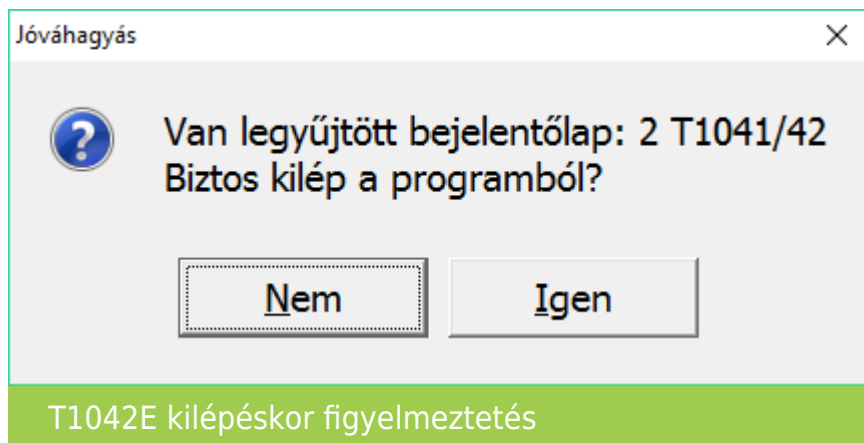 Jóváhagyás
Van legyűjtött bejelentőlap: 2 T1041/42
Biztos kilép a programból?
Nem
Igen
T1042E kilépéskor figyelmeztetés